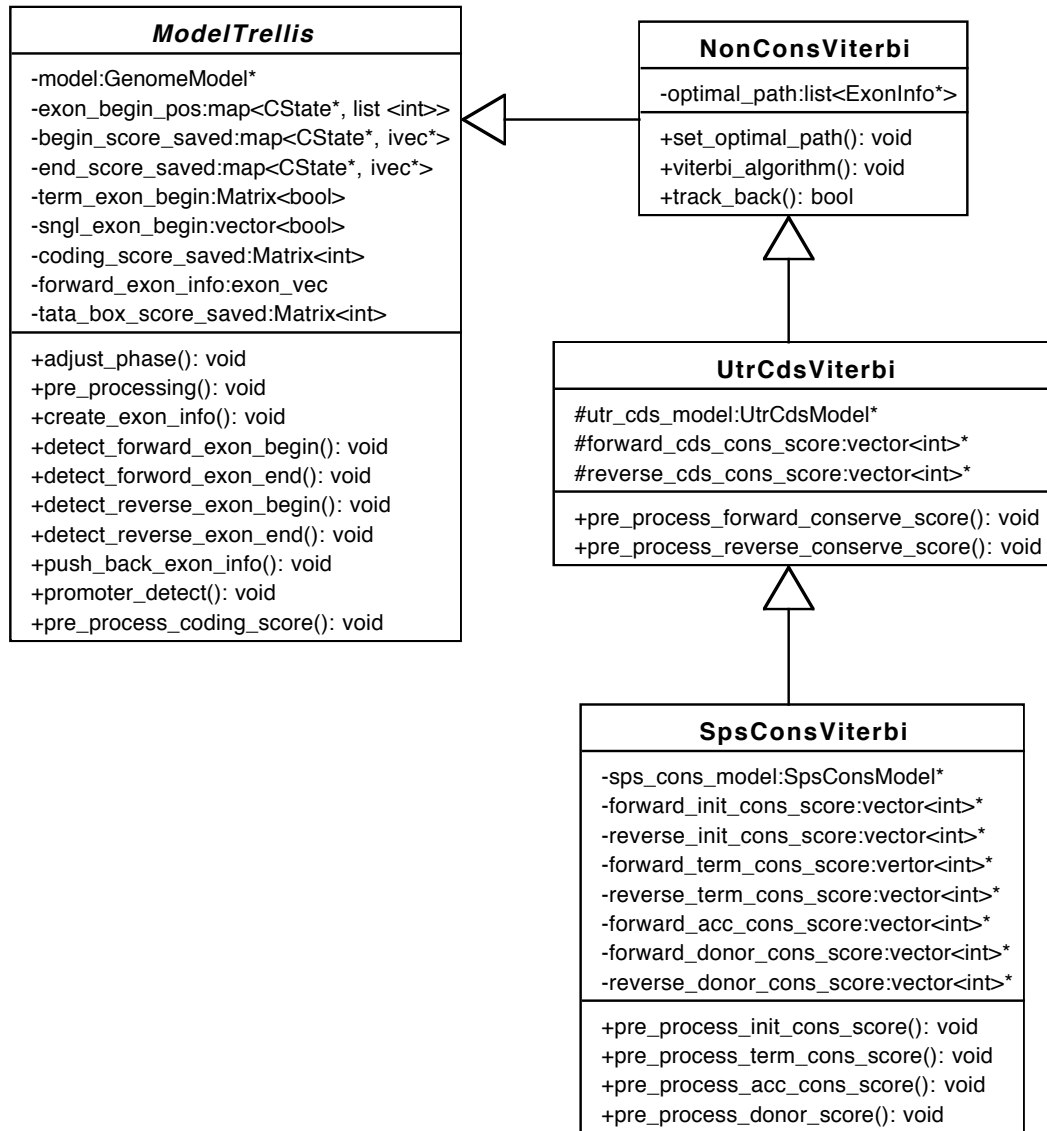 ModelTrellis
-model:GenomeModel*
-exon_begin_pos:map<CState*, list <int>>
-begin_score_saved:map<CState*, ivec*>
-end_score_saved:map<CState*, ivec*>
-term_exon_begin:Matrix<bool>
-sngl_exon_begin:vector<bool>
-coding_score_saved:Matrix<int>
-forward_exon_info:exon_vec
-tata_box_score_saved:Matrix<int>
+adjust_phase(): void
+pre_processing(): void
+create_exon_info(): void
+detect_forward_exon_begin(): void
+detect_forword_exon_end(): void
+detect_reverse_exon_begin(): void
+detect_reverse_exon_end(): void
+push_back_exon_info(): void
+promoter_detect(): void
+pre_process_coding_score(): void
NonConsViterbi
-optimal_path:list<ExonInfo*>
+set_optimal_path(): void
+viterbi_algorithm(): void
+track_back(): bool
UtrCdsViterbi
#utr_cds_model:UtrCdsModel*
#forward_cds_cons_score:vector<int>*
#reverse_cds_cons_score:vector<int>*
+pre_process_forward_conserve_score(): void
+pre_process_reverse_conserve_score(): void
SpsConsViterbi
-sps_cons_model:SpsConsModel*
-forward_init_cons_score:vector<int>*
-reverse_init_cons_score:vector<int>*
-forward_term_cons_score:vertor<int>*
-reverse_term_cons_score:vector<int>*
-forward_acc_cons_score:vector<int>*
-forward_donor_cons_score:vector<int>*
-reverse_donor_cons_score:vector<int>*
+pre_process_init_cons_score(): void
+pre_process_term_cons_score(): void
+pre_process_acc_cons_score(): void
+pre_process_donor_score(): void